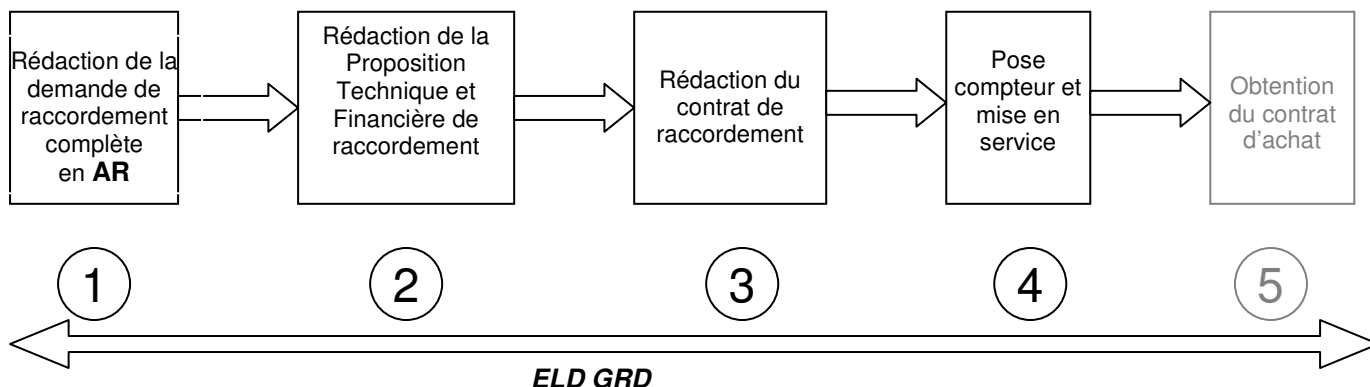 Rédaction de la
demande de
raccordement
complète
en AR
Rédaction de la
Proposition
Technique et
Financière de
raccordement
Rédaction du
contrat de
raccordement
Pose
compteur et
mise en
service
Obtention
du contrat
d'achat
1
2
3
4
5
ELD GRD